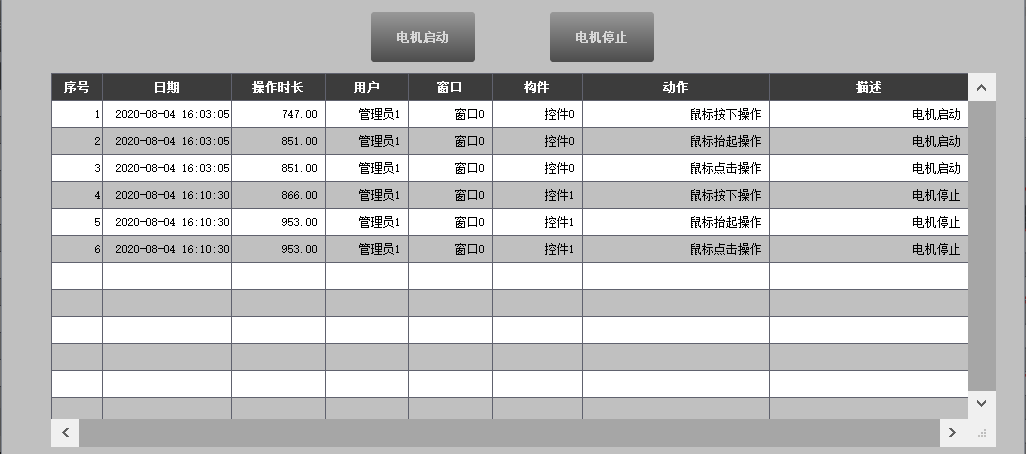 电机启动 电机停止
序号 日期 操作时长 用户 窗口 构件 动作 描述
1 2020-08-04 16:03:05 747.00 管理员1 窗口0 控件0 鼠标按下操作 电机启动
2 2020-08-04 16:03:05 851.00 管理员1 窗口0 控件0 鼠标抬起操作 电机启动
3 2020-08-04 16:03:05 851.00 管理员1 窗口0 控件0 鼠标点击操作 电机启动
4 2020-08-04 16:10:30 866.00 管理员1 窗口0 控件1 鼠标按下操作 电机停止
5 2020-08-04 16:10:30 953.00 管理员1 窗口0 控件1 鼠标抬起操作 电机停止
6 2020-08-04 16:10:30 953.00 管理员1 窗口0 控件1 鼠标点击操作 电机停止